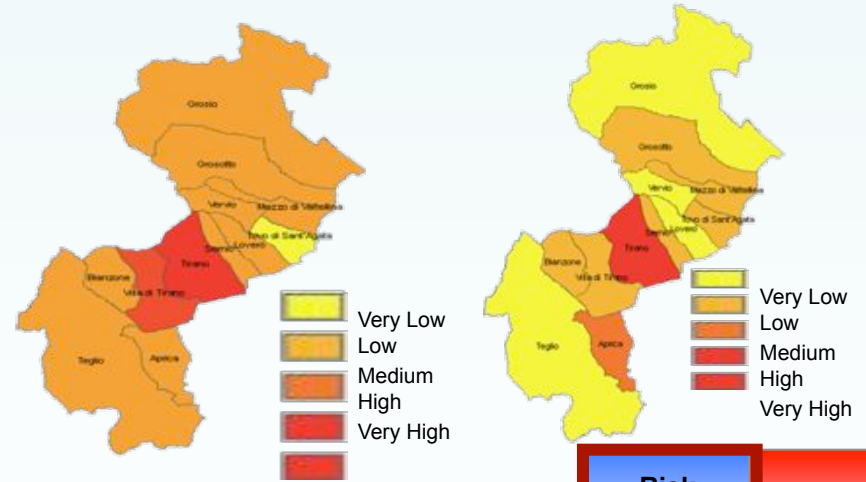 Grosio
Grosotto
Vervio
Mazzo di Valtellina
Tovo di Sant'Agata
Sernio
Lovero
Tirano
Bianzone
Villa di Tirano
Teglio
Aprica
Very Low
Low
Medium
High
Very High
Grosio
Grosotto
Vervio
Mazzo di Valtellina
Tovo di Sant'Agata
Sernio
Lovero
Tirano
Bianzone
Villa di Tirano
Teglio
Aprica
Very Low
Low
Medium
High
Very High